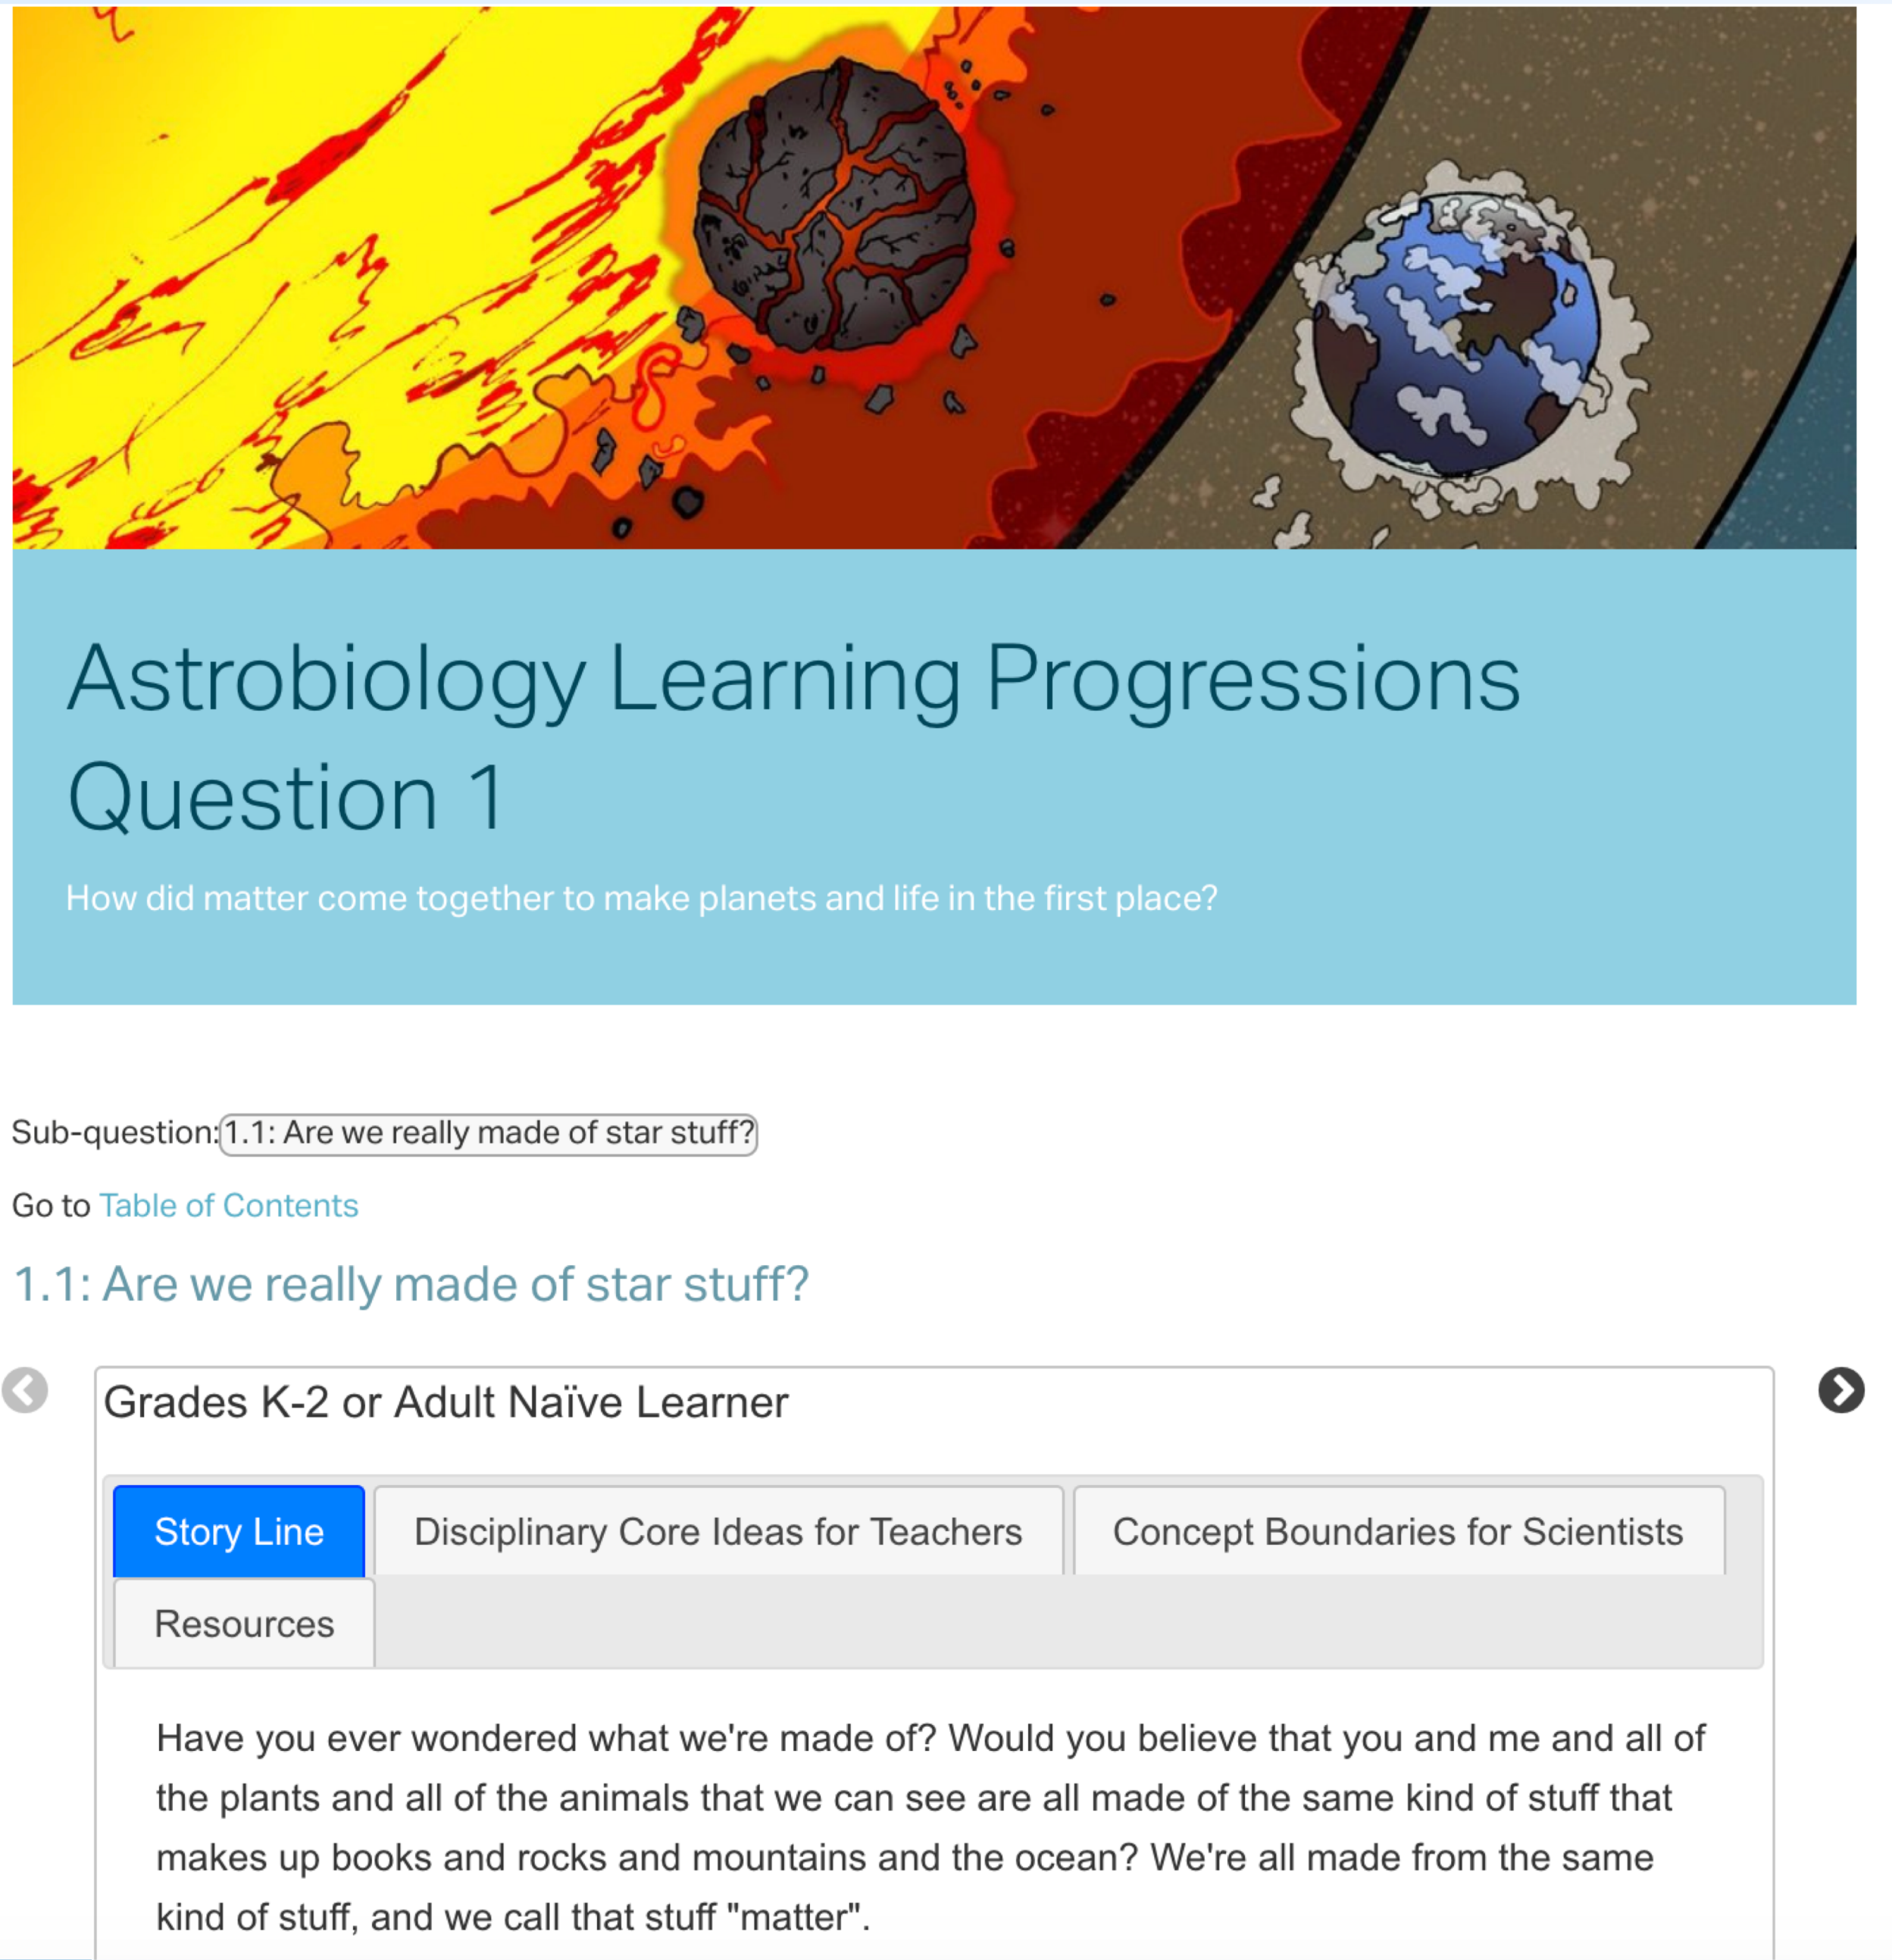 Astrobiology Learning Progressions
Question 1
How did matter come together to make planets and life in the first place?
Sub-question: 1.1: Are we really made of star stuff?
Go to Table of Contents
1.1: Are we really made of star stuff?
Grades K-2 or Adult Naïve Learner
Story Line
Disciplinary Core Ideas for Teachers
Concept Boundaries for Scientists
Resources
Have you ever wondered what we're made of? Would you believe that you and me and all of
the plants and all of the animals that we can see are all made of the same kind of stuff that
makes up books and rocks and mountains and the ocean? We're all made from the same
kind of stuff, and we call that stuff "matter".